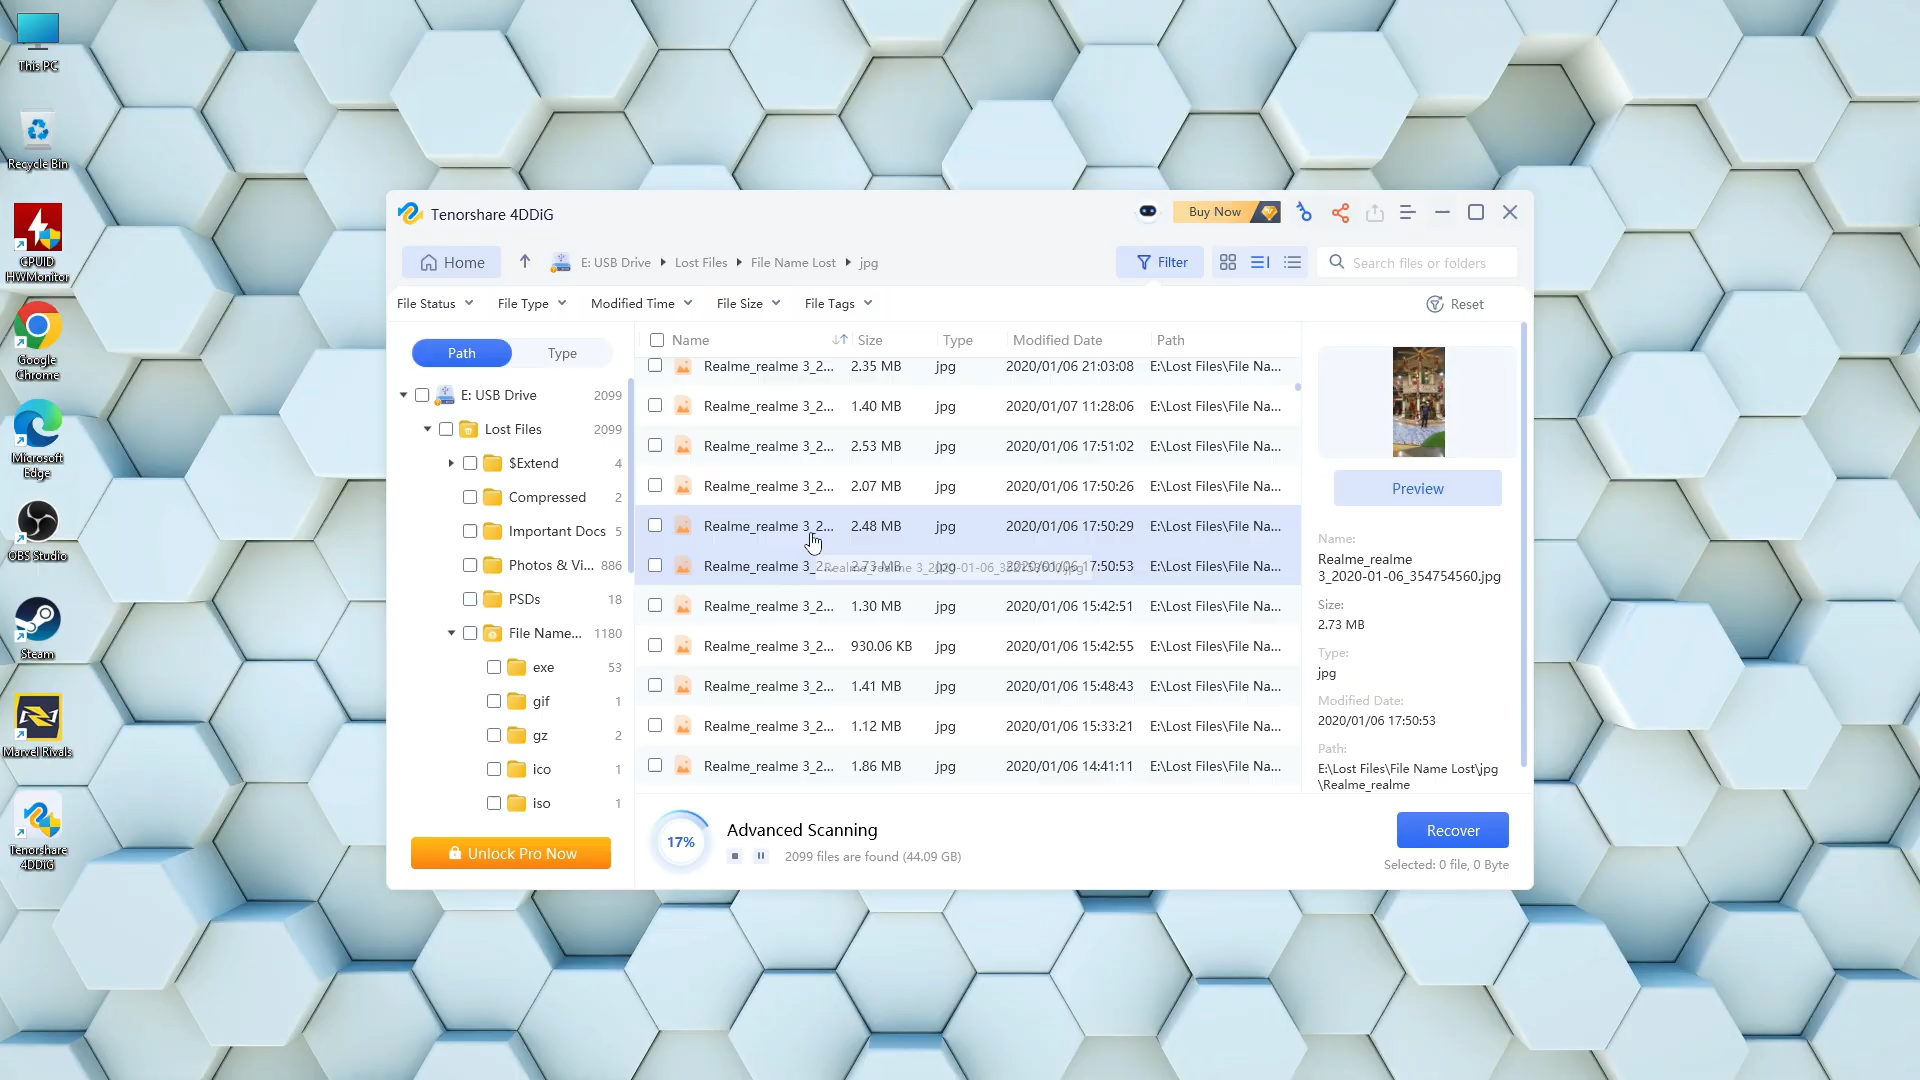 This PC
Recycle Bin
CPUID
HWMonitor
Google
Chrome
Microsoft
Edge
OBS Studio
Steam
Marvel Rivals
Tenorshare
4DDiG
Tenorshare 4DDiG
Buy Now
Home
E: USB Drive
Lost Files
File Name Lost
jpg
Filter
Search files or folders
File Status
File Type
Modified Time
File Size
File Tags
Reset
Path
Type
E: USB Drive 2099
Lost Files 2099
$Extend 4
Compressed 2
Important Docs 5
Photos & Vi... 886
PSDs 18
File Name... 1180
exe 53
gif 1
gz 2
ico 1
iso 1
Unlock Pro Now
Name Size Type Modified Date Path
Realme_realme 3_2... 2.35 MB jpg 2020/01/06 21:03:08 E:\Lost Files\File Na...
Realme_realme 3_2... 1.40 MB jpg 2020/01/07 11:28:06 E:\Lost Files\File Na...
Realme_realme 3_2... 2.53 MB jpg 2020/01/06 17:51:02 E:\Lost Files\File Na...
Realme_realme 3_2... 2.07 MB jpg 2020/01/06 17:50:26 E:\Lost Files\File Na...
Realme_realme 3_2... 2.48 MB jpg 2020/01/06 17:50:29 E:\Lost Files\File Na...
Realme_realme 3_2... 2.73 MB jpg 2020/01/06 17:50:53 E:\Lost Files\File Na...
Realme_realme 3_2... 1.30 MB jpg 2020/01/06 15:42:51 E:\Lost Files\File Na...
Realme_realme 3_2... 930.06 KB jpg 2020/01/06 15:42:55 E:\Lost Files\File Na...
Realme_realme 3_2... 1.41 MB jpg 2020/01/06 15:48:43 E:\Lost Files\File Na...
Realme_realme 3_2... 1.12 MB jpg 2020/01/06 15:33:21 E:\Lost Files\File Na...
Realme_realme 3_2... 1.86 MB jpg 2020/01/06 14:41:11 E:\Lost Files\File Na...
Preview
Name:
Realme_realme
3_2020-01-06_354754560.jpg
Size:
2.73 MB
Type:
jpg
Modified Date:
2020/01/06 17:50:53
Path:
E:\Lost Files\File Name Lost\jpg
\Realme_realme
17%
Advanced Scanning
2099 files are found (44.09 GB)
Recover
Selected: 0 file, 0 Byte